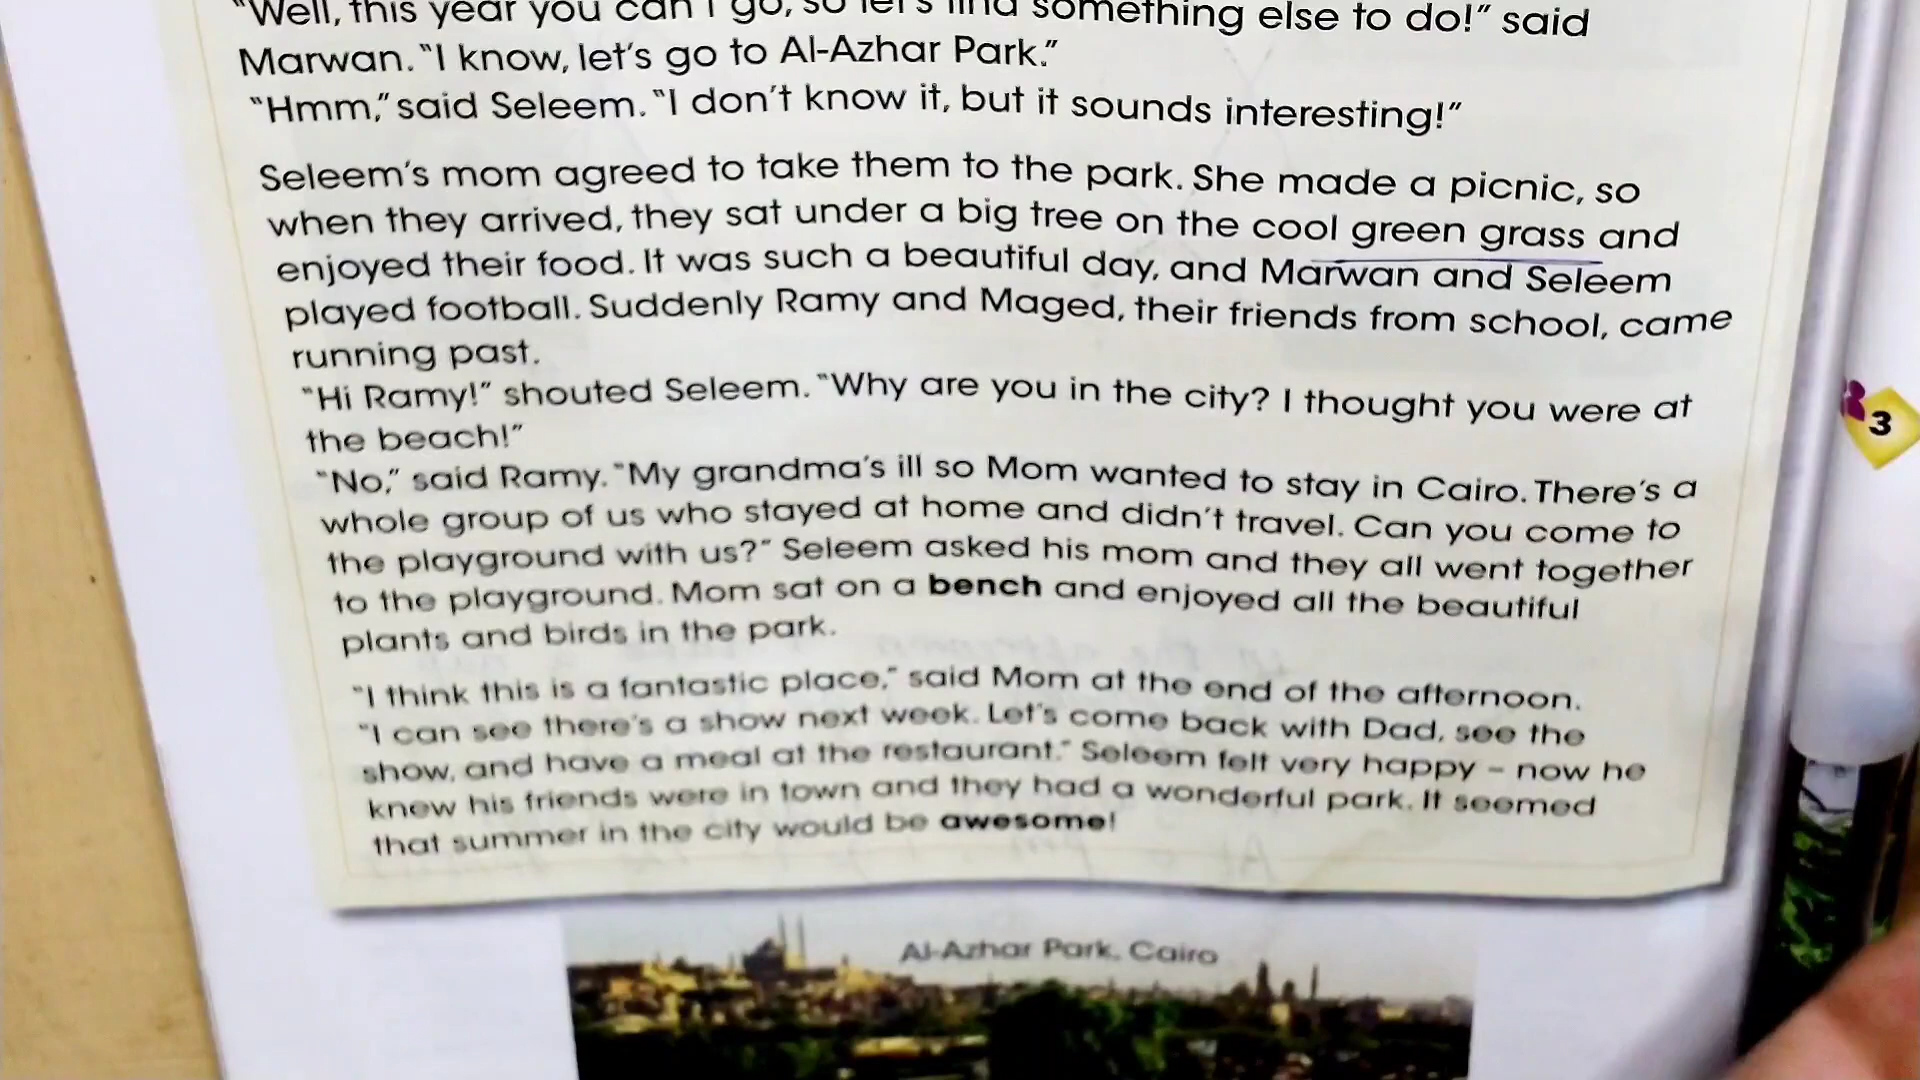 "Well, this year you can't go, so let's find something else to do!" said
Marwan. "I know, let's go to Al-Azhar Park."
"Hmm," said Seleem. "I don't know it, but it sounds interesting!"
Seleem's mom agreed to take them to the park. She made a picnic, so
when they arrived, they sat under a big tree on the cool green grass and
enjoyed their food. It was such a beautiful day, and Marwan and Seleem
played football. Suddenly Ramy and Maged, their friends from school, came
running past.
"Hi Ramy!" shouted Seleem. "Why are you in the city? I thought you were at
the beach!"
"No," said Ramy. "My grandma's ill so Mom wanted to stay in Cairo. There's a
whole group of us who stayed at home and didn't travel. Can you come to
the playground with us?" Seleem asked his mom and they all went together
to the playground. Mom sat on a bench and enjoyed all the beautiful
plants and birds in the park.
"I think this is a fantastic place," said Mom at the end of the afternoon.
"I can see there's a show next week. Let's come back with Dad, see the
show, and have a meal at the restaurant." Seleem felt very happy – now he
knew his friends were in town and they had a wonderful park. It seemed
that summer in the city would be awesome!
Al-Azhar Park, Cairo
3